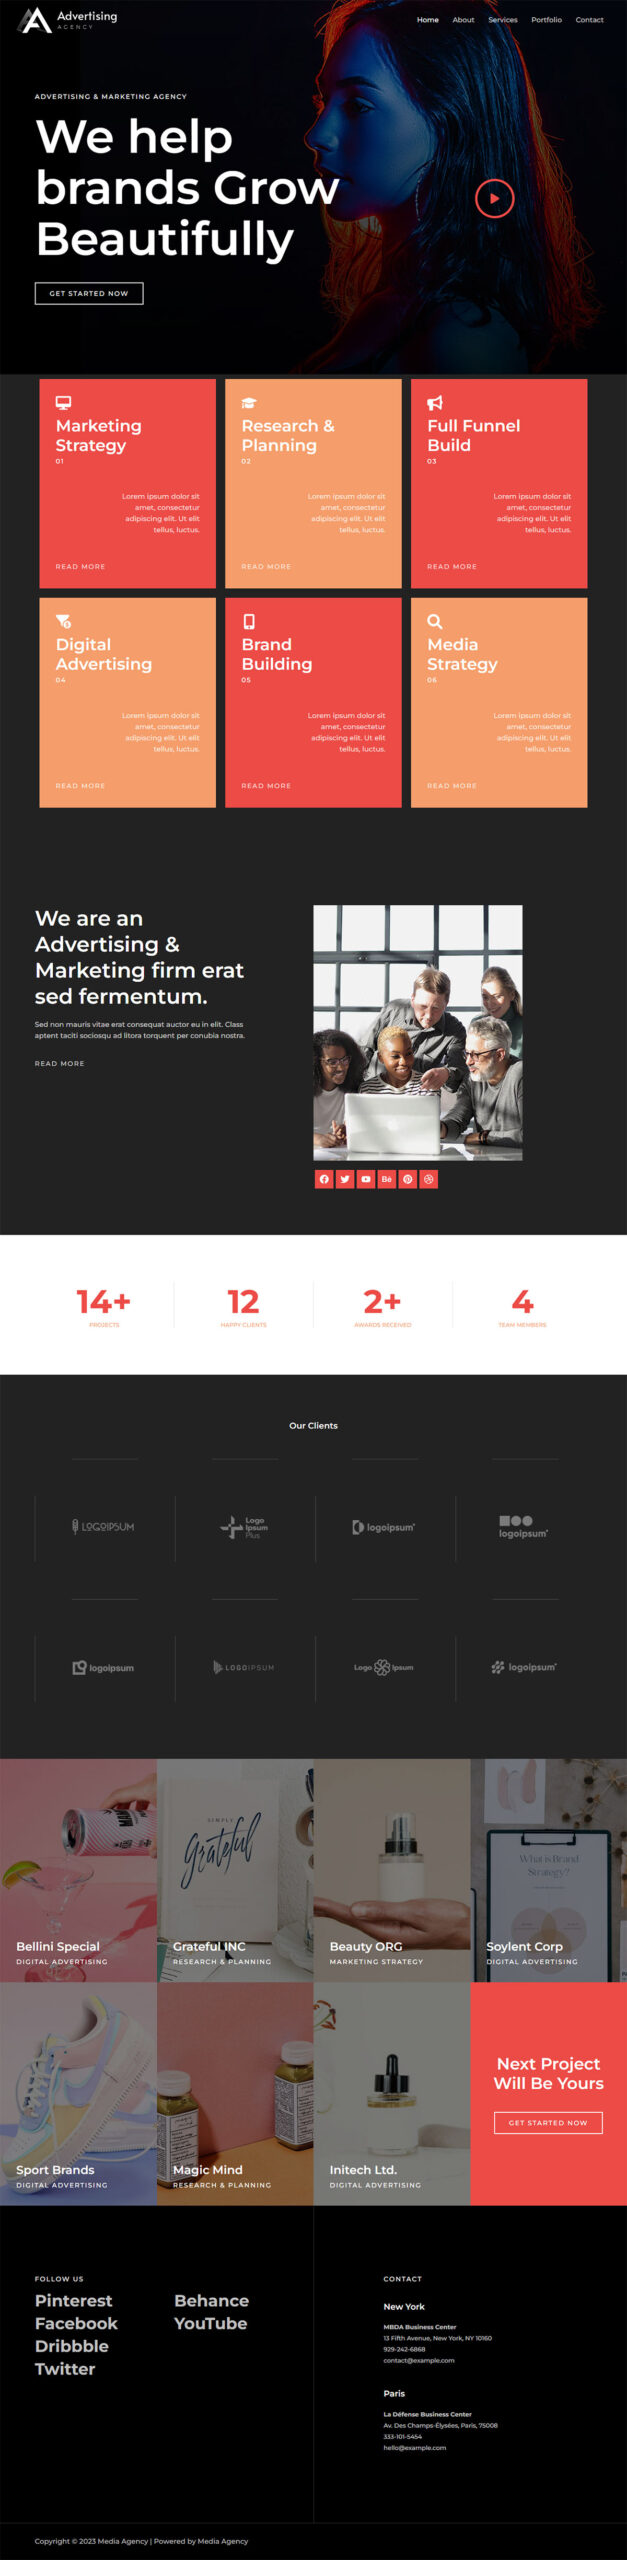 Advertising
AGENCY
Home
About
Services
Portfolio
Contact
ADVERTISING & MARKETING AGENCY
We help
brands Grow
Beautifully
GET STARTED NOW
Marketing
Strategy
01
Lorem ipsum dolor sit
amet, consectetur
adipiscing elit. Ut elit
tellus, luctus.
READ MORE
Research &
Planning
02
Lorem ipsum dolor sit
amet, consectetur
adipiscing elit. Ut elit
tellus, luctus.
READ MORE
Full Funnel
Build
03
Lorem ipsum dolor sit
amet, consectetur
adipiscing elit. Ut elit
tellus, luctus.
READ MORE
Digital
Advertising
04
Lorem ipsum dolor sit
amet, consectetur
adipiscing elit. Ut elit
tellus, luctus.
READ MORE
Brand
Building
05
Lorem ipsum dolor sit
amet, consectetur
adipiscing elit. Ut elit
tellus, luctus.
READ MORE
Media
Strategy
06
Lorem ipsum dolor sit
amet, consectetur
adipiscing elit. Ut elit
tellus, luctus.
READ MORE
We are an
Advertising &
Marketing firm erat
sed fermentum.
Sed non mauris vitae erat consequat auctor eu in elit. Class
aptent taciti sociosqu ad litora torquent per conubia nostra.
READ MORE
Bē
14+
PROJECTS
12
HAPPY CLIENTS
2+
AWARDS RECEIVED
4
TEAM MEMBERS
Our Clients
LOGOIPSUM
Logo
Ipsum
Plus
logoipsum
logoipsum
logoipsum
LOGOIPSUM
Logo Ipsum
logoipsum
Bellini Special
DIGITAL ADVERTISING
SIMPLY
Grateful
Grateful INC
RESEARCH & PLANNING
Beauty ORG
MARKETING STRATEGY
What is Brand
Strategy?
Soylent Corp
DIGITAL ADVERTISING
Sport Brands
DIGITAL ADVERTISING
Magic Mind
RESEARCH & PLANNING
Initech Ltd.
DIGITAL ADVERTISING
Next Project
Will Be Yours
GET STARTED NOW
FOLLOW US
Pinterest
Facebook
Dribbble
Twitter
Behance
YouTube
CONTACT
New York
MBDA Business Center
13 Fifth Avenue, New York, NY 10160
929-242-6868
contact@example.com
Paris
La Défense Business Center
Av. Des Champs-Élysées, Paris, 75008
333-101-5454
hello@example.com
Copyright © 2023 Media Agency | Powered by Media Agency